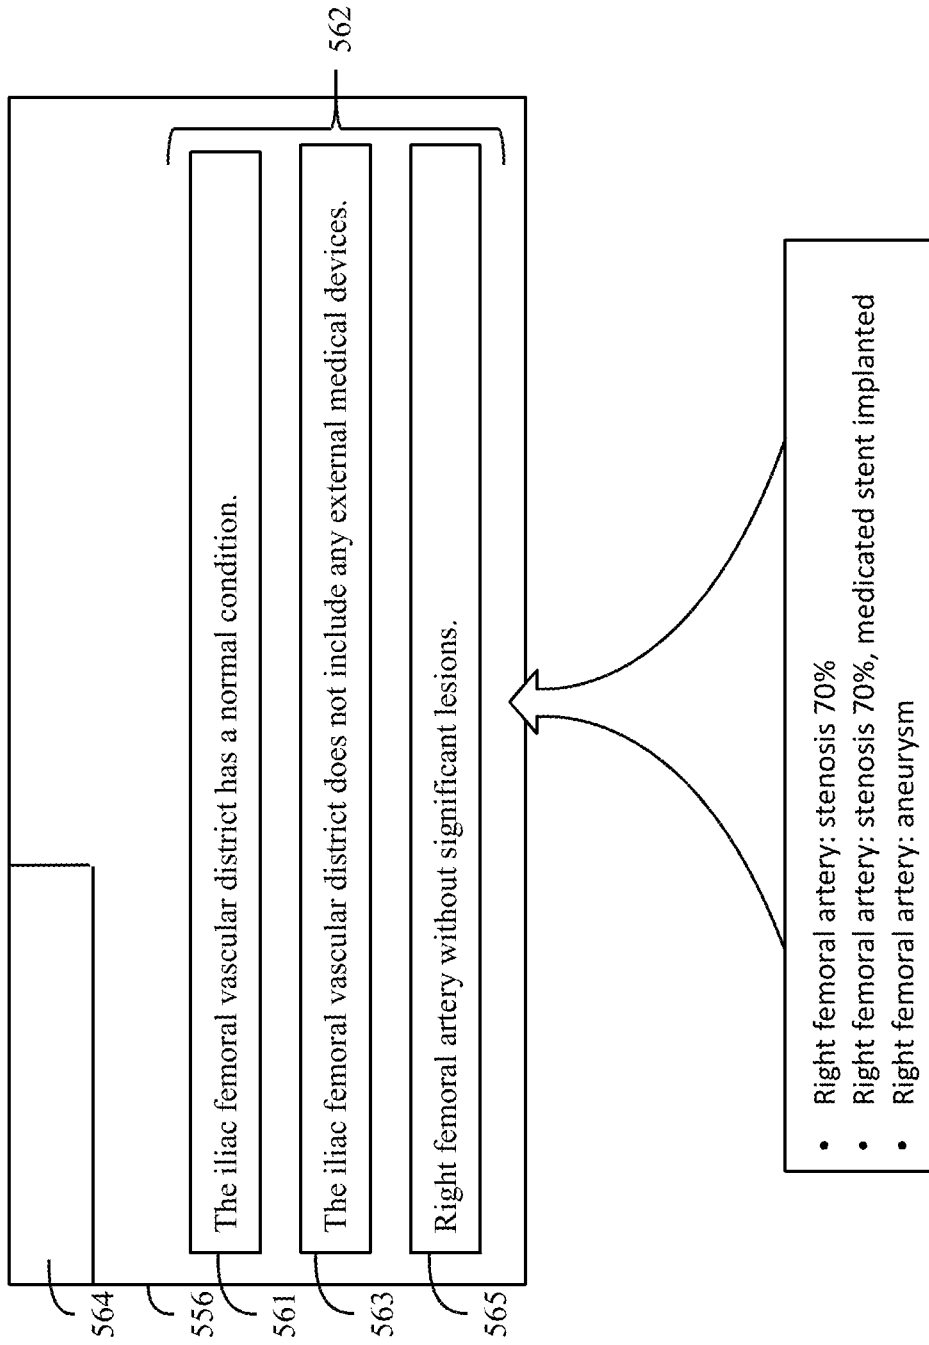 564
556
561
The iliac femoral vascular district has a normal condition.
563
The iliac femoral vascular district does not include any external medical devices.
565
Right femoral artery without significant lesions.
562
• Right femoral artery: stenosis 70%
• Right femoral artery: stenosis 70%, medicated stent implanted
• Right femoral artery: aneurysm